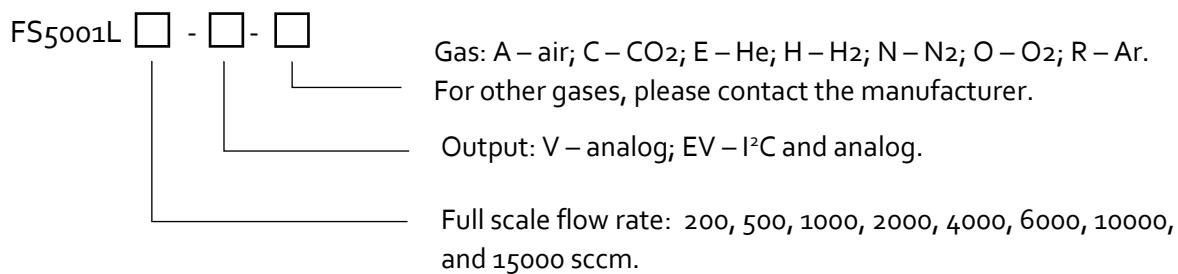 FS5001L □ - □ - □
Gas: A – air; C – CO2; E – He; H – H2; N – N2; O – O2; R – Ar.
For other gases, please contact the manufacturer.
Output: V – analog; EV – I²C and analog.
Full scale flow rate: 200, 500, 1000, 2000, 4000, 6000, 10000,
and 15000 sccm.